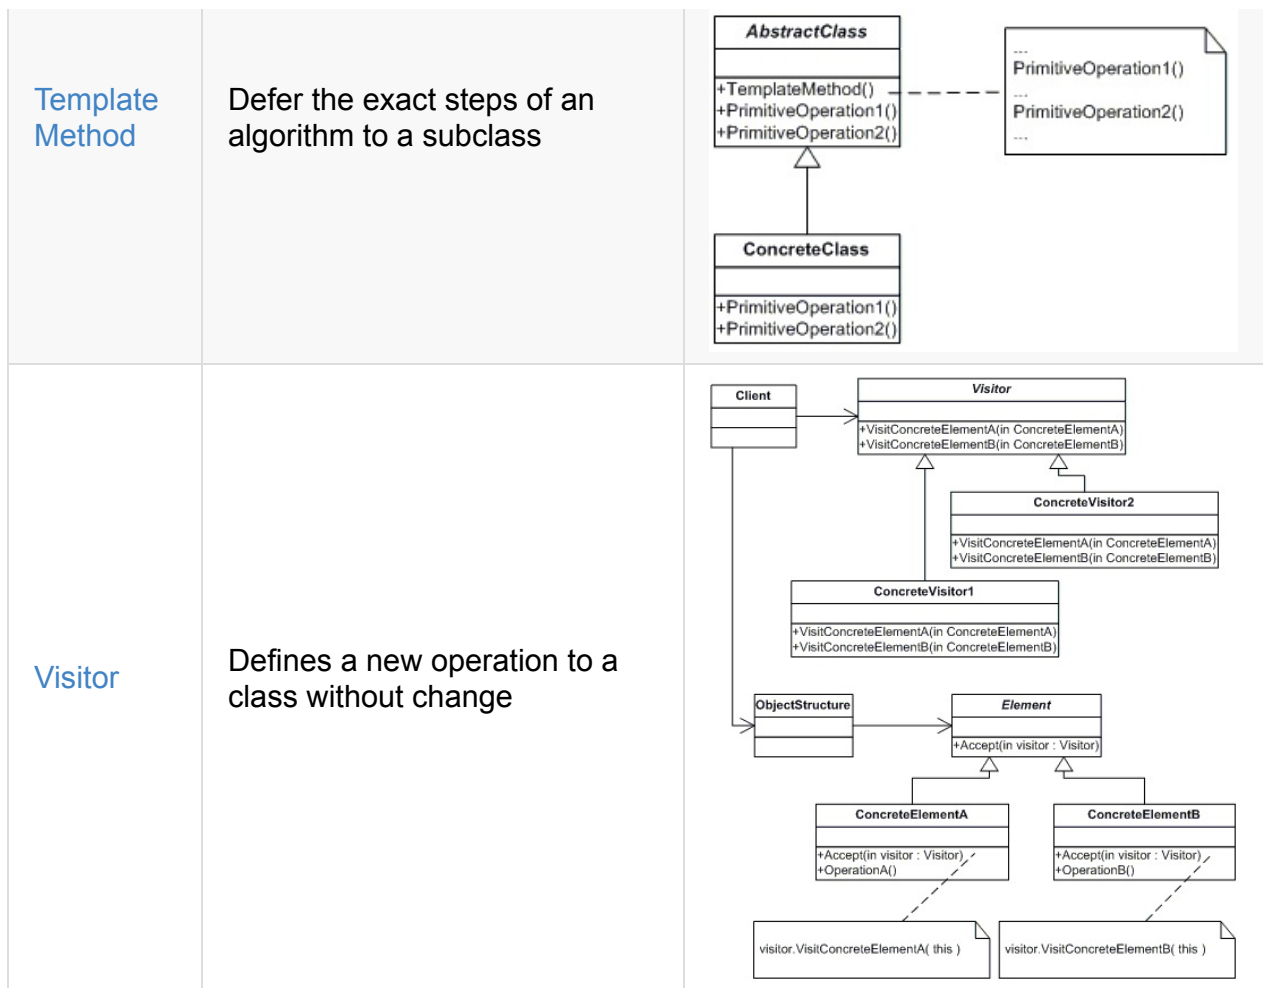 Template
Method
Defer the exact steps of an
algorithm to a subclass
AbstractClass
+TemplateMethod()
+PrimitiveOperation1()
+PrimitiveOperation2()
...
PrimitiveOperation1()
...
PrimitiveOperation2()
...
ConcreteClass
+PrimitiveOperation1()
+PrimitiveOperation2()
Visitor
Defines a new operation to a
class without change
Client
Visitor
+VisitConcreteElementA(in ConcreteElementA)
+VisitConcreteElementB(in ConcreteElementB)
ConcreteVisitor2
+VisitConcreteElementA(in ConcreteElementA)
+VisitConcreteElementB(in ConcreteElementB)
ConcreteVisitor1
+VisitConcreteElementA(in ConcreteElementA)
+VisitConcreteElementB(in ConcreteElementB)
ObjectStructure
Element
+Accept(in visitor : Visitor)
ConcreteElementA
+Accept(in visitor : Visitor)
+OperationA()
ConcreteElementB
+Accept(in visitor : Visitor)
+OperationB()
visitor.VisitConcreteElementA( this )
visitor.VisitConcreteElementB( this )